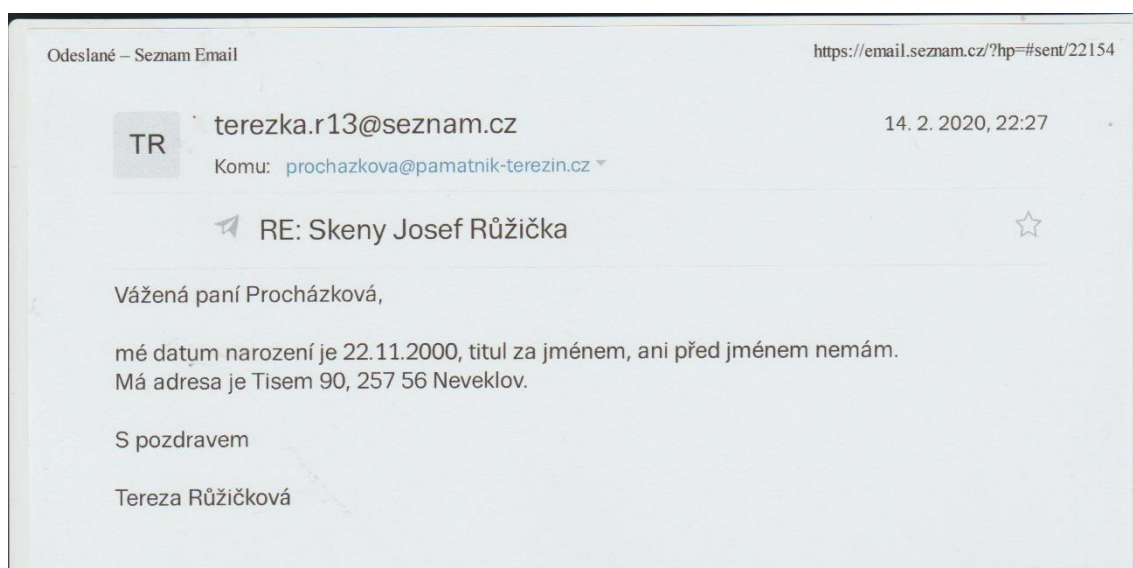 Odeslané – Seznam Email
https://email.seznam.cz/?hp=#sent/22154
TR
terezka.r13@seznam.cz
14. 2. 2020, 22:27
Komu: prochazkova@pamatnik-terezin.cz
RE: Skeny Josef Růžička
Vážená paní Procházková,
mé datum narození je 22.11.2000, titul za jménem, ani před jménem nemám.
Má adresa je Tisem 90, 257 56 Neveklov.
S pozdravem
Tereza Růžičková